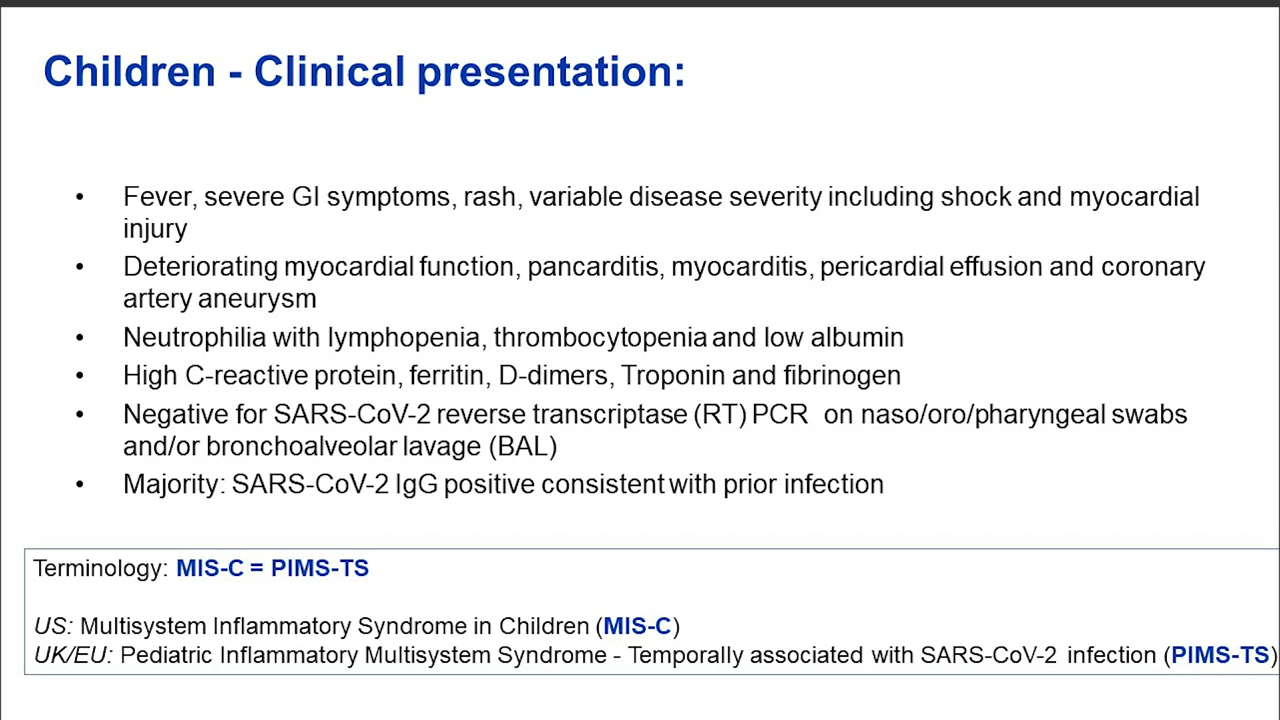 Children - Clinical presentation:
• Fever, severe GI symptoms, rash, variable disease severity including shock and myocardial
injury
• Deteriorating myocardial function, pancarditis, myocarditis, pericardial effusion and coronary
artery aneurysm
• Neutrophilia with lymphopenia, thrombocytopenia and low albumin
• High C-reactive protein, ferritin, D-dimers, Troponin and fibrinogen
• Negative for SARS-CoV-2 reverse transcriptase (RT) PCR on naso/oro/pharyngeal swabs
and/or bronchoalveolar lavage (BAL)
• Majority: SARS-CoV-2 IgG positive consistent with prior infection
Terminology: MIS-C = PIMS-TS
US: Multisystem Inflammatory Syndrome in Children (MIS-C)
UK/EU: Pediatric Inflammatory Multisystem Syndrome - Temporally associated with SARS-CoV-2 infection (PIMS-TS)